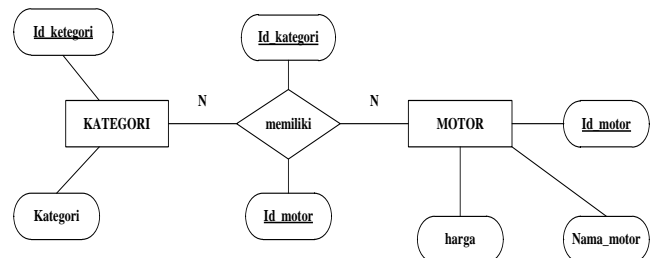 Id_ketegori
Id_kategori
N
N
KATEGORI
memiliki
MOTOR
Id_motor
Kategori
Id_motor
harga
Nama_motor